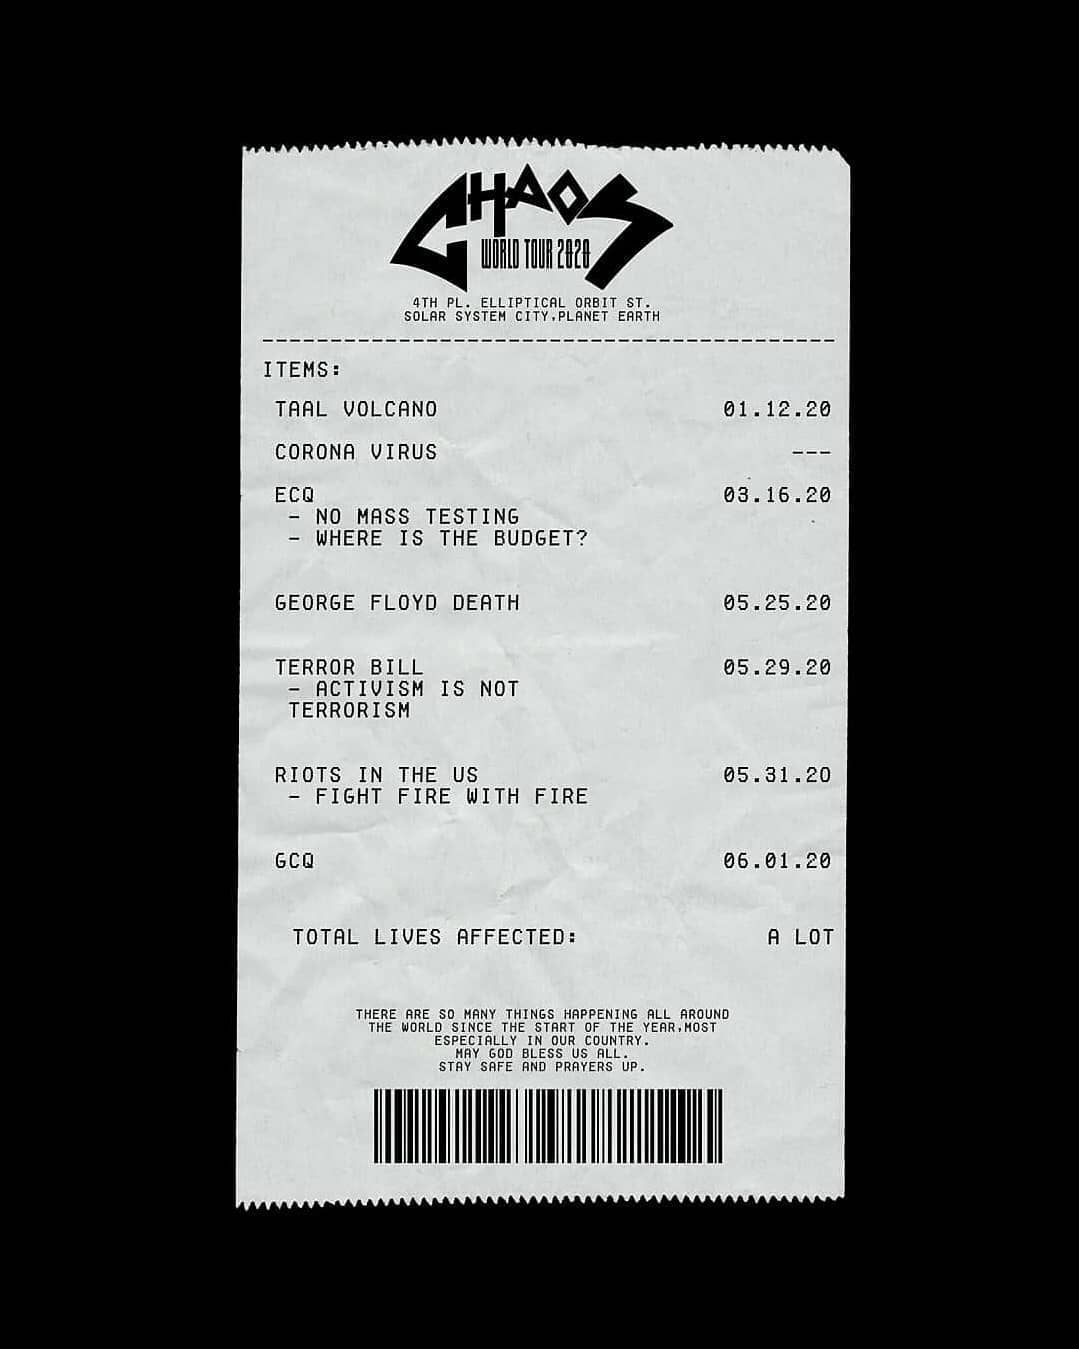 CHAOS
WORLD TOUR 2020
4TH PL. ELLIPTICAL ORBIT ST.
SOLAR SYSTEM CITY,PLANET EARTH
ITEMS:
TAAL VOLCANO 01.12.20
CORONA VIRUS ---
ECQ 03.16.20
- NO MASS TESTING
- WHERE IS THE BUDGET?
GEORGE FLOYD DEATH 05.25.20
TERROR BILL 05.29.20
- ACTIVISM IS NOT
TERRORISM
RIOTS IN THE US 05.31.20
- FIGHT FIRE WITH FIRE
GCQ 06.01.20
TOTAL LIVES AFFECTED: A LOT
THERE ARE SO MANY THINGS HAPPENING ALL AROUND
THE WORLD SINCE THE START OF THE YEAR,MOST
ESPECIALLY IN OUR COUNTRY.
MAY GOD BLESS US ALL.
STAY SAFE AND PRAYERS UP.